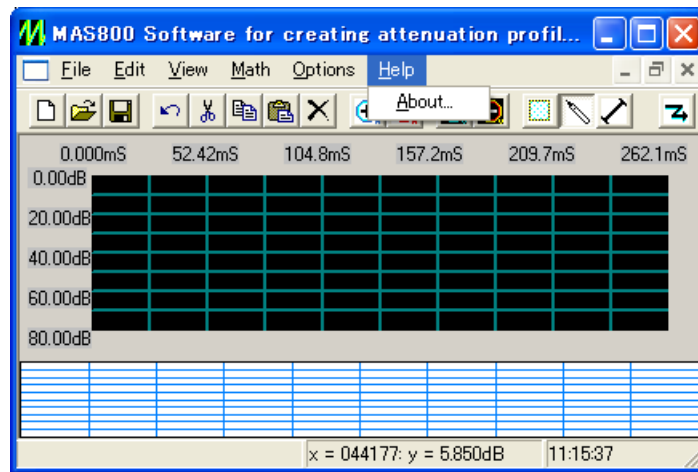 MAS800 Software for creating attenuation profil...
File Edit View Math Options Help
About...
0.000mS 52.42mS 104.8mS 157.2mS 209.7mS 262.1mS
0.00dB
20.00dB
40.00dB
60.00dB
80.00dB
x = 044177: y = 5.850dB 11:15:37